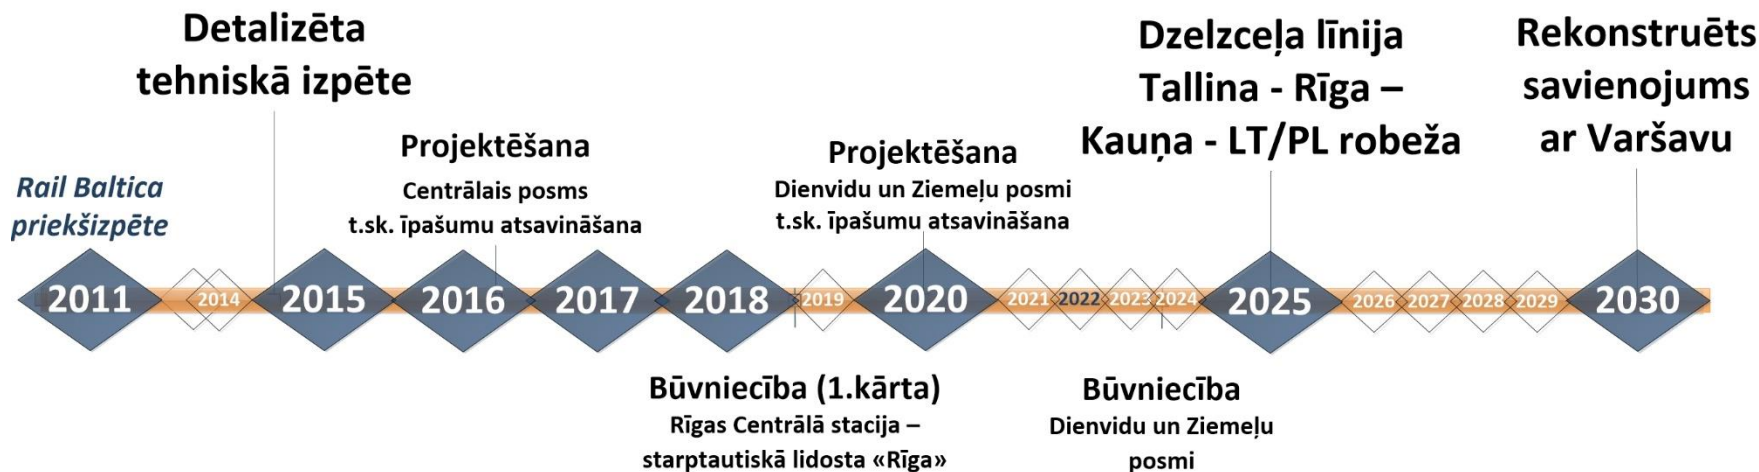 Detalizēta
tehniskā izpēte
Dzelzceļa līnija
Tallina - Rīga –
Kauņa - LT/PL robeža
Rekonstruēts
savienojums
ar Varšavu
Projektēšana
Centrālais posms
t.sk. īpašumu atsavināšana
Projektēšana
Dienvidu un Ziemeļu posmi
t.sk. īpašumu atsavināšana
Rail Baltica
priekšizpēte
2011 2014 2015 2016 2017 2018 2019 2020 2021 2022 2023 2024 2025 2026 2027 2028 2029 2030
Būvniecība (1.kārta)
Rīgas Centrālā stacija –
starptautiskā lidosta «Rīga»
Būvniecība
Dienvidu un Ziemeļu
posmi